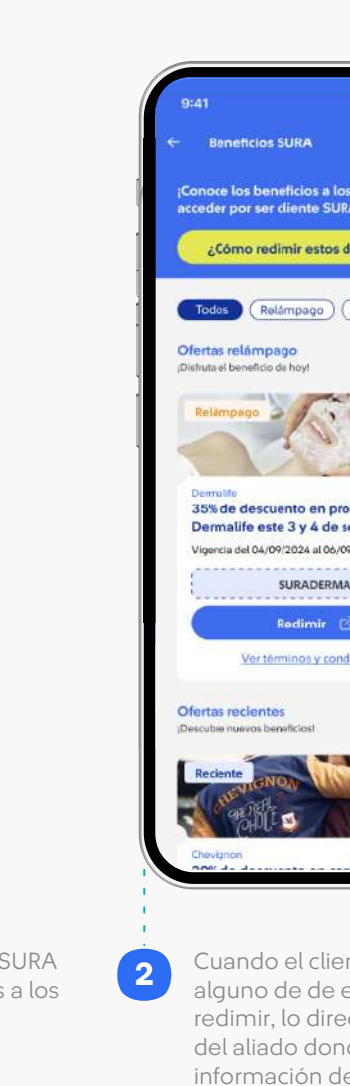 9:41
Beneficios SURA
¡Conoce los beneficios a los
acceder por ser cliente SURA
¿Cómo redimir estos d
Todos
Relámpago
Ofertas relámpago
¡Disfruta el beneficio de hoy!
Relámpago
Dermalife
35% de descuento en pro
Dermalife este 3 y 4 de se
Vigencia del 04/09/2024 al 06/09
SURADERMA
Redimir
Ver términos y cond
Ofertas recientes
¡Descubre nuevos beneficios!
Reciente
CHEVIGNON
Chevignon
SURA
s a los
2
Cuando el clien
alguno de de e
redimir, lo direc
del aliado dond
información de